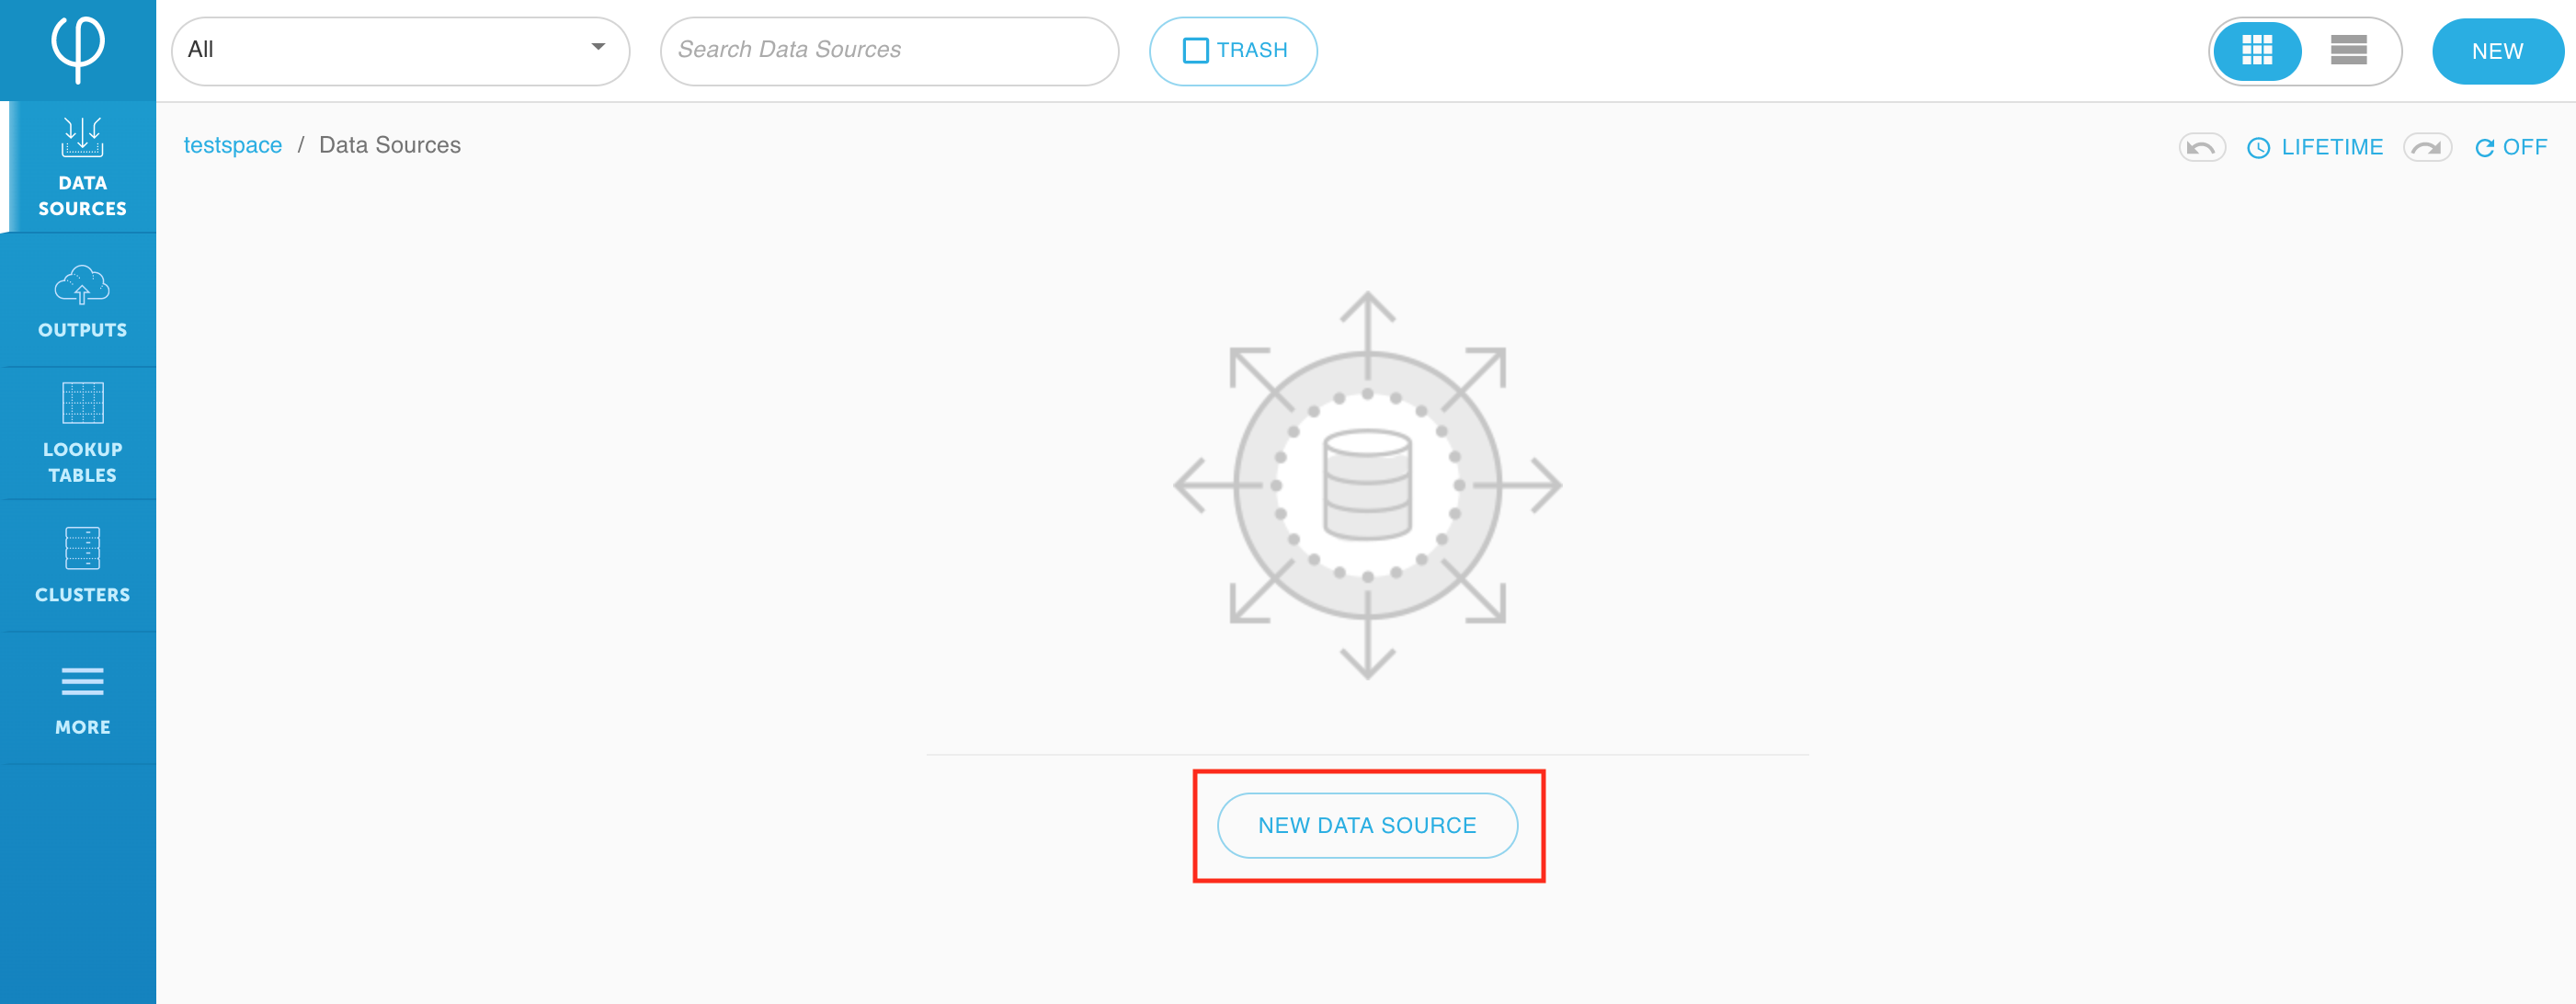 All
Search Data Sources
TRASH
NEW
testspace / Data Sources
LIFETIME
OFF
DATA
SOURCES
OUTPUTS
LOOKUP
TABLES
CLUSTERS
MORE
NEW DATA SOURCE